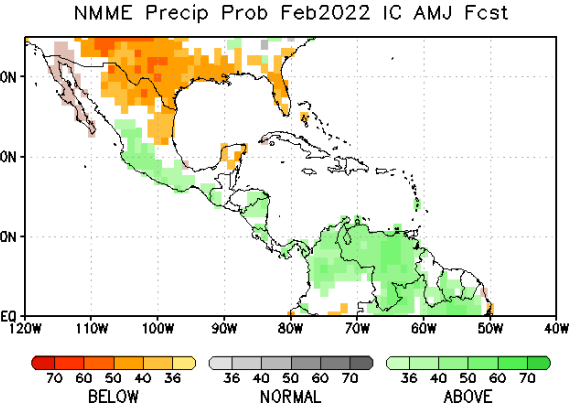 NMME Precip Prob Feb2022 IC AMJ Fcst
0N
0N
0N
EQ
120W 110W 100W 90W 80W 70W 60W 50W 40W
70 60 50 40 36 36 40 60 70 36 40 50 60 70
BELOW NORMAL ABOVE